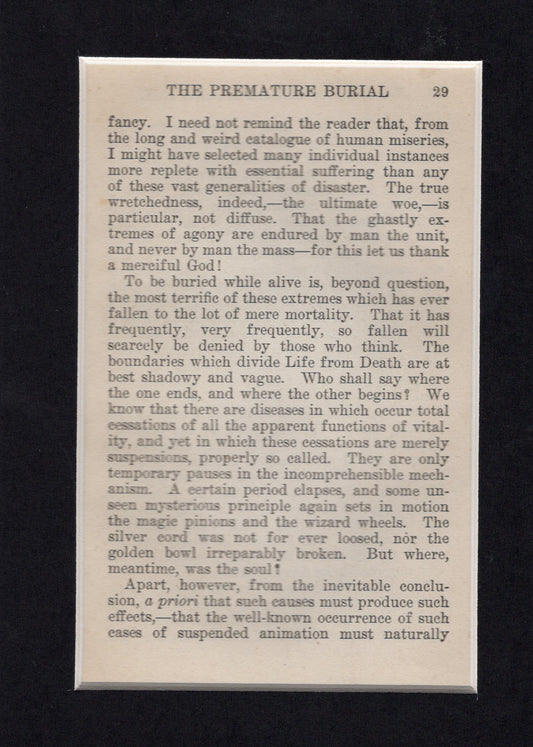 THE PREMATURE BURIAL 29
fancy. I need not remind the reader that, from
the long and weird catalogue of human miseries,
I might have selected many individual instances
more replete with essential suffering than any
of these vast generalities of disaster. The true
wretchedness, indeed,—the ultimate woe,—is
particular, not diffuse. That the ghastly ex-
tremes of agony are endured by man the unit,
and never by man the mass—for this let us thank
a merciful God!
To be buried while alive is, beyond question,
the most terrific of these extremes which has ever
fallen to the lot of mere mortality. That it has
frequently, very frequently, so fallen will
scarcely be denied by those who think. The
boundaries which divide Life from Death are at
best shadowy and vague. Who shall say where
the one ends, and where the other begins? We
know that there are diseases in which occur total
cessations of all the apparent functions of vital-
ity, and yet in which these cessations are merely
suspensions, properly so called. They are only
temporary pauses in the incomprehensible mech-
anism. A certain period elapses, and some un-
seen mysterious principle again sets in motion
the magic pinions and the wizard wheels. The
silver cord was not for ever loosed, nor the
golden bowl irreparably broken. But where,
meantime, was the soul?
Apart, however, from the inevitable conclu-
sion, a priori that such causes must produce such
effects,—that the well-known occurrence of such
cases of suspended animation must naturally